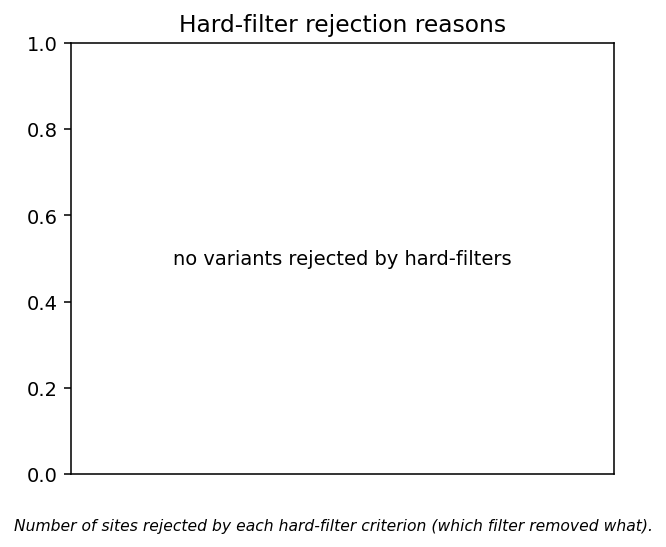 Hard-filter rejection reasons
1.0
0.8
0.6
no variants rejected by hard-filters
0.4
0.2
0.0
Number of sites rejected by each hard-filter criterion (which filter removed what).